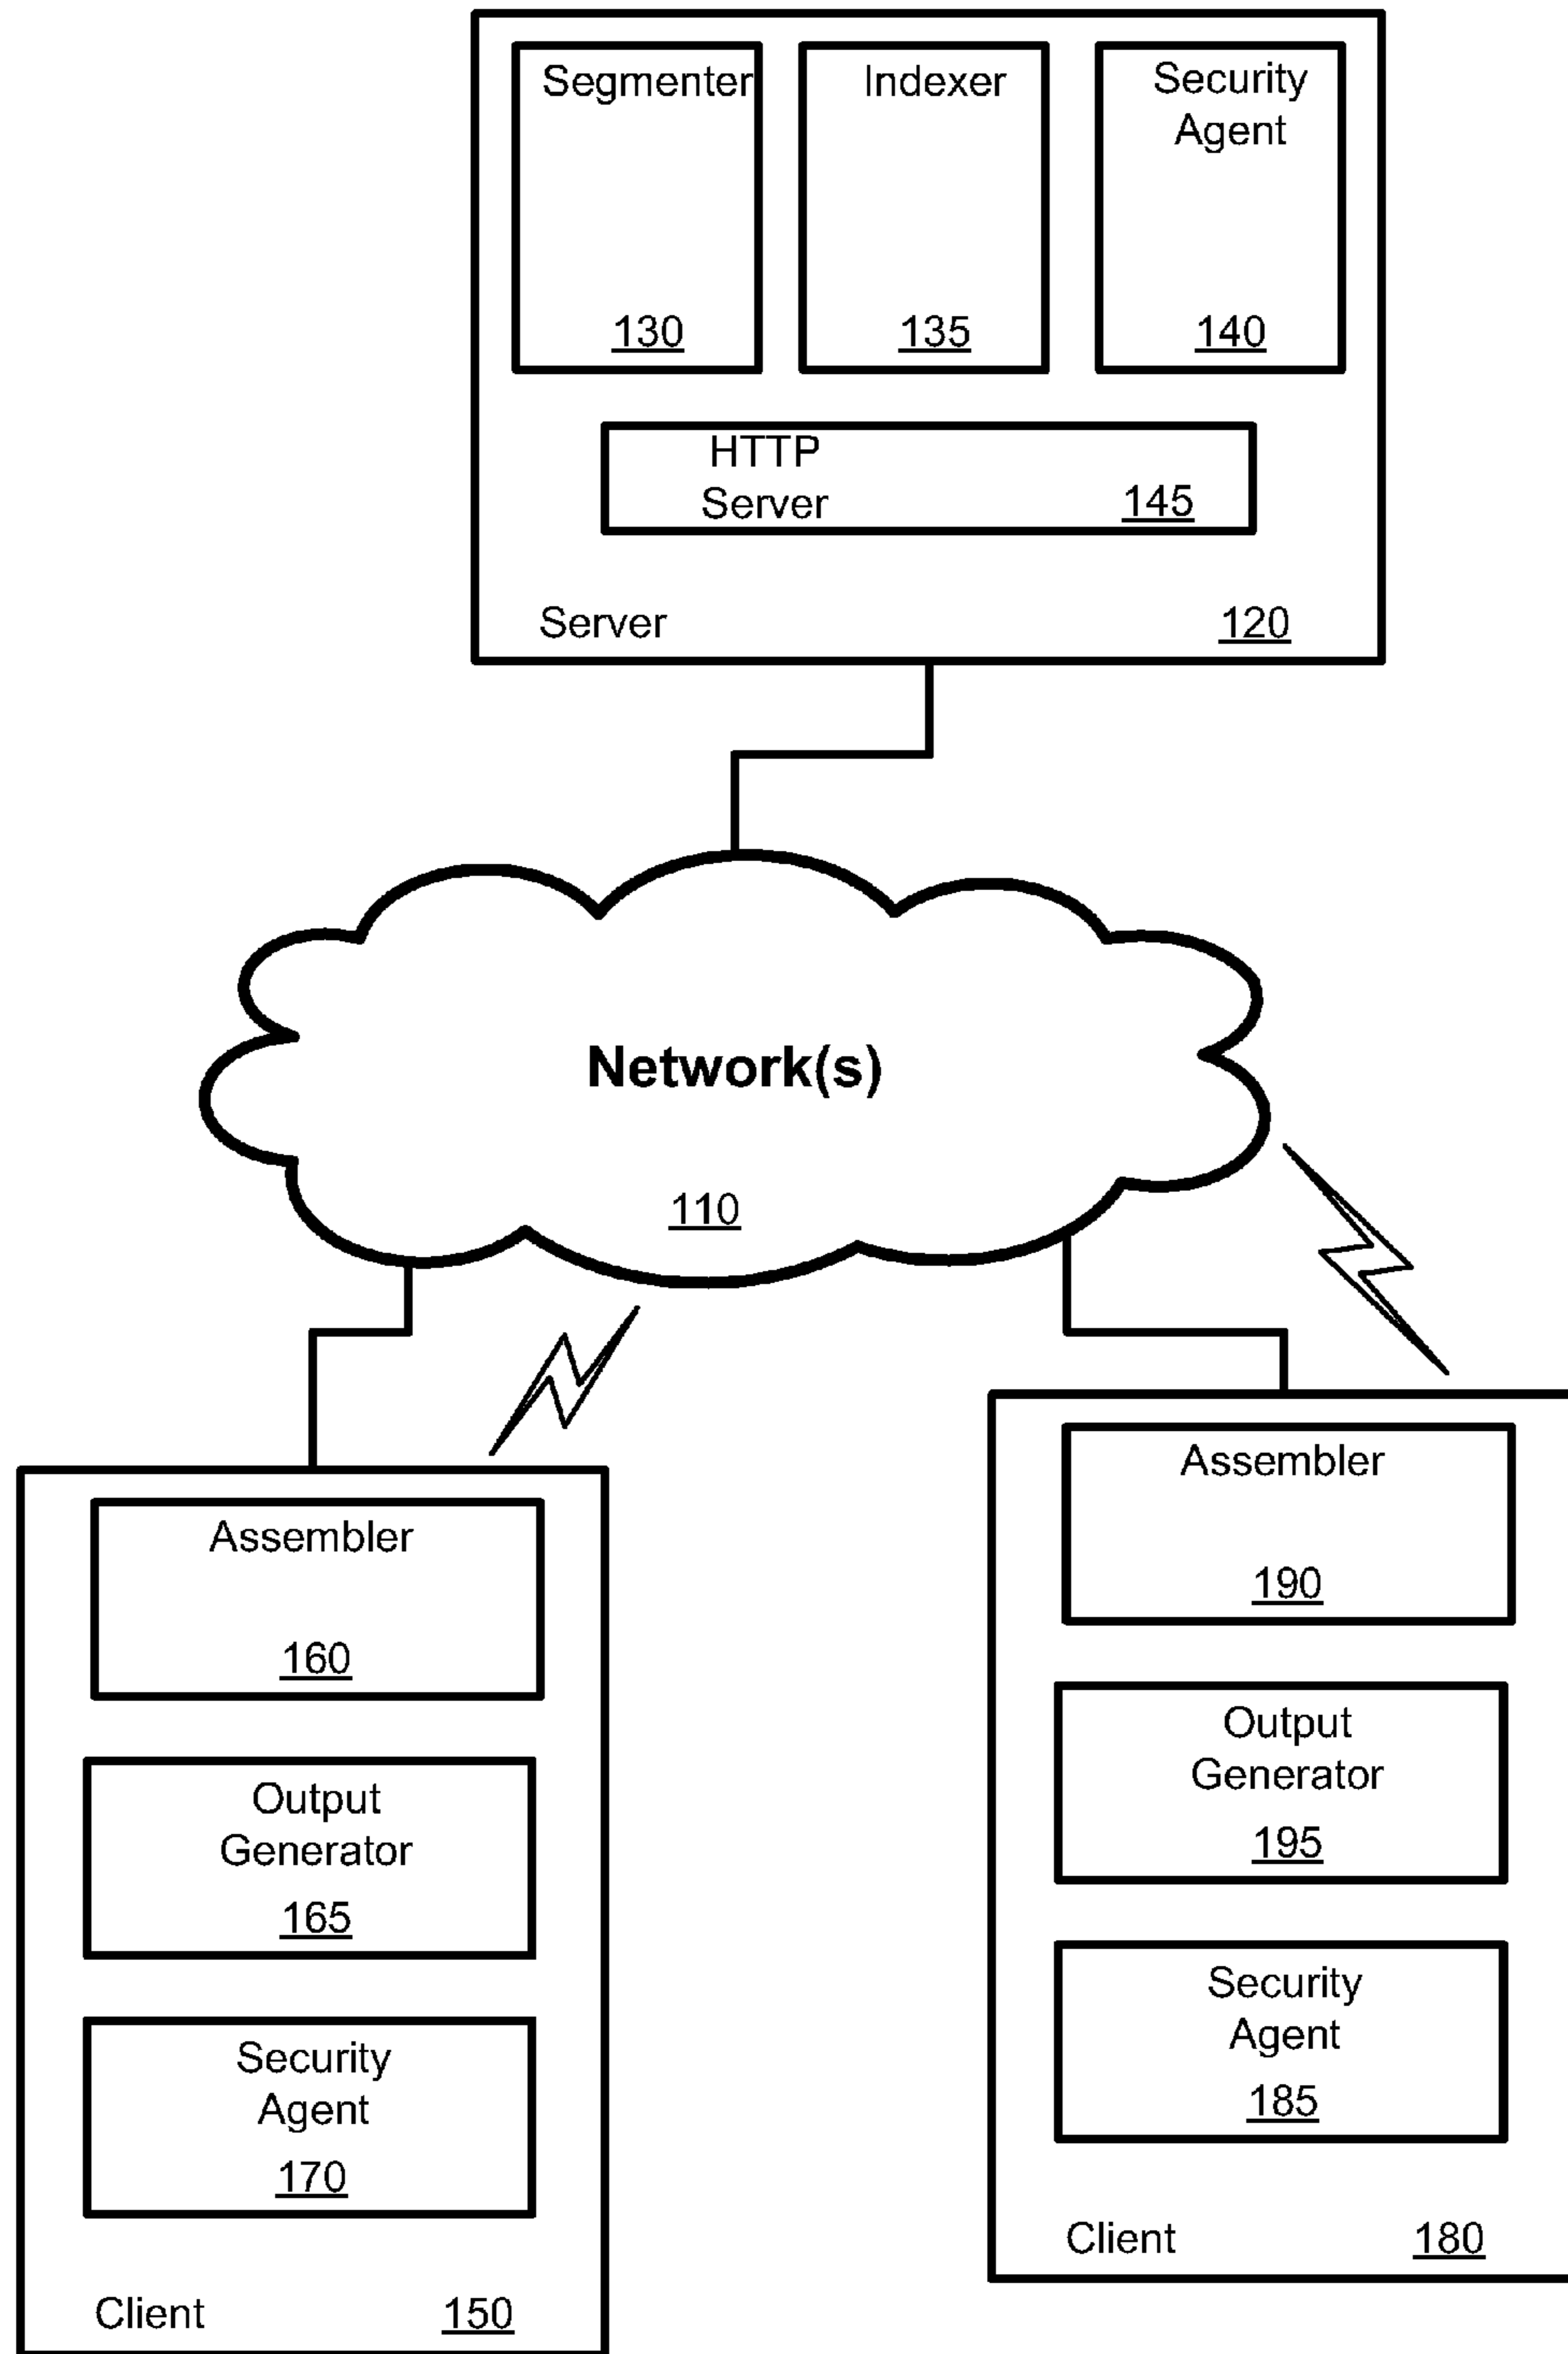 Segmenter
130
Indexer
135
Security
Agent
140
HTTP
Server
145
Server
120
Network(s)
110
Assembler
160
Output
Generator
165
Security
Agent
170
Client
150
Assembler
190
Output
Generator
195
Security
Agent
185
Client
180